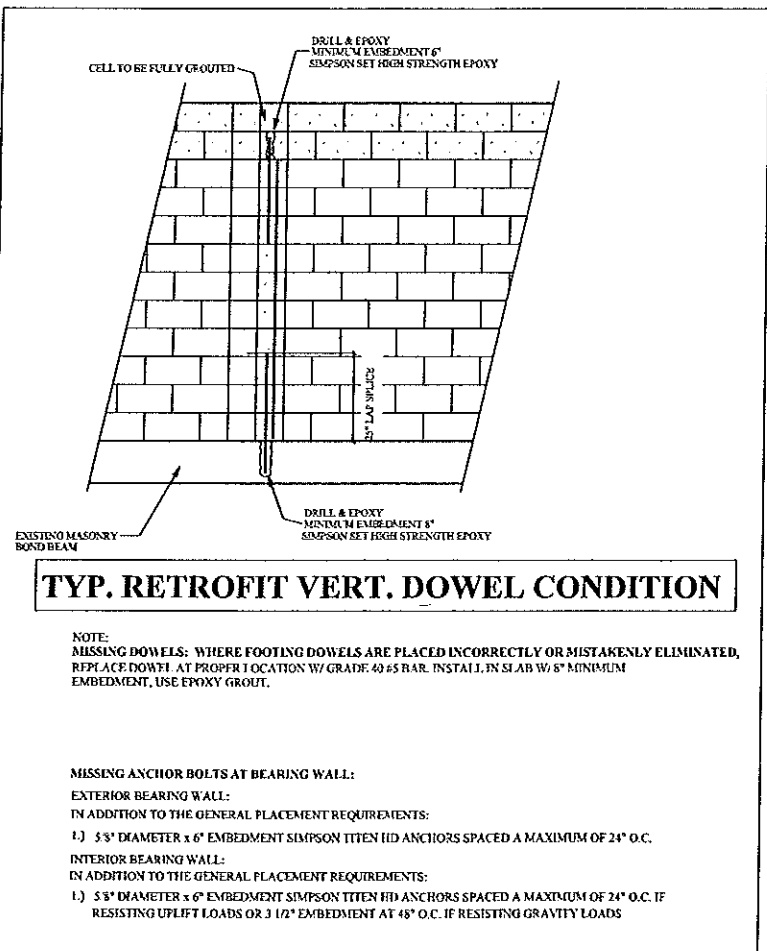 DRILL & EPOXY
MINIMUM EMBEDMENT 6"
SIMPSON SET HIGH STRENGTH EPOXY
CELL TO BE FULLY GROUTED
25" LAP SPLICE
DRILL & EPOXY
MINIMUM EMBEDMENT 8"
SIMPSON SET HIGH STRENGTH EPOXY
EXISTING MASONRY
BOND BEAM
TYP. RETROFIT VERT. DOWEL CONDITION
NOTE:
MISSING DOWELS: WHERE FOOTING DOWELS ARE PLACED INCORRECTLY OR MISTAKENLY ELIMINATED,
REPLACE DOWEL AT PROPER LOCATION W/ GRADE 40 #5 BAR. INSTALL IN SLAB W/ 8" MINIMUM
EMBEDMENT, USE EPOXY GROUT.
MISSING ANCHOR BOLTS AT BEARING WALL:
EXTERIOR BEARING WALL:
IN ADDITION TO THE GENERAL PLACEMENT REQUIREMENTS:
1.) 5/8" DIAMETER x 6" EMBEDMENT SIMPSON TITEN HD ANCHORS SPACED A MAXIMUM OF 24" O.C.
INTERIOR BEARING WALL:
IN ADDITION TO THE GENERAL PLACEMENT REQUIREMENTS:
1.) 5/8" DIAMETER x 6" EMBEDMENT SIMPSON TITEN HD ANCHORS SPACED A MAXIMUM OF 24" O.C. IF
RESISTING UPLIFT LOADS OR 3 1/2" EMBEDMENT AT 48" O.C. IF RESISTING GRAVITY LOADS